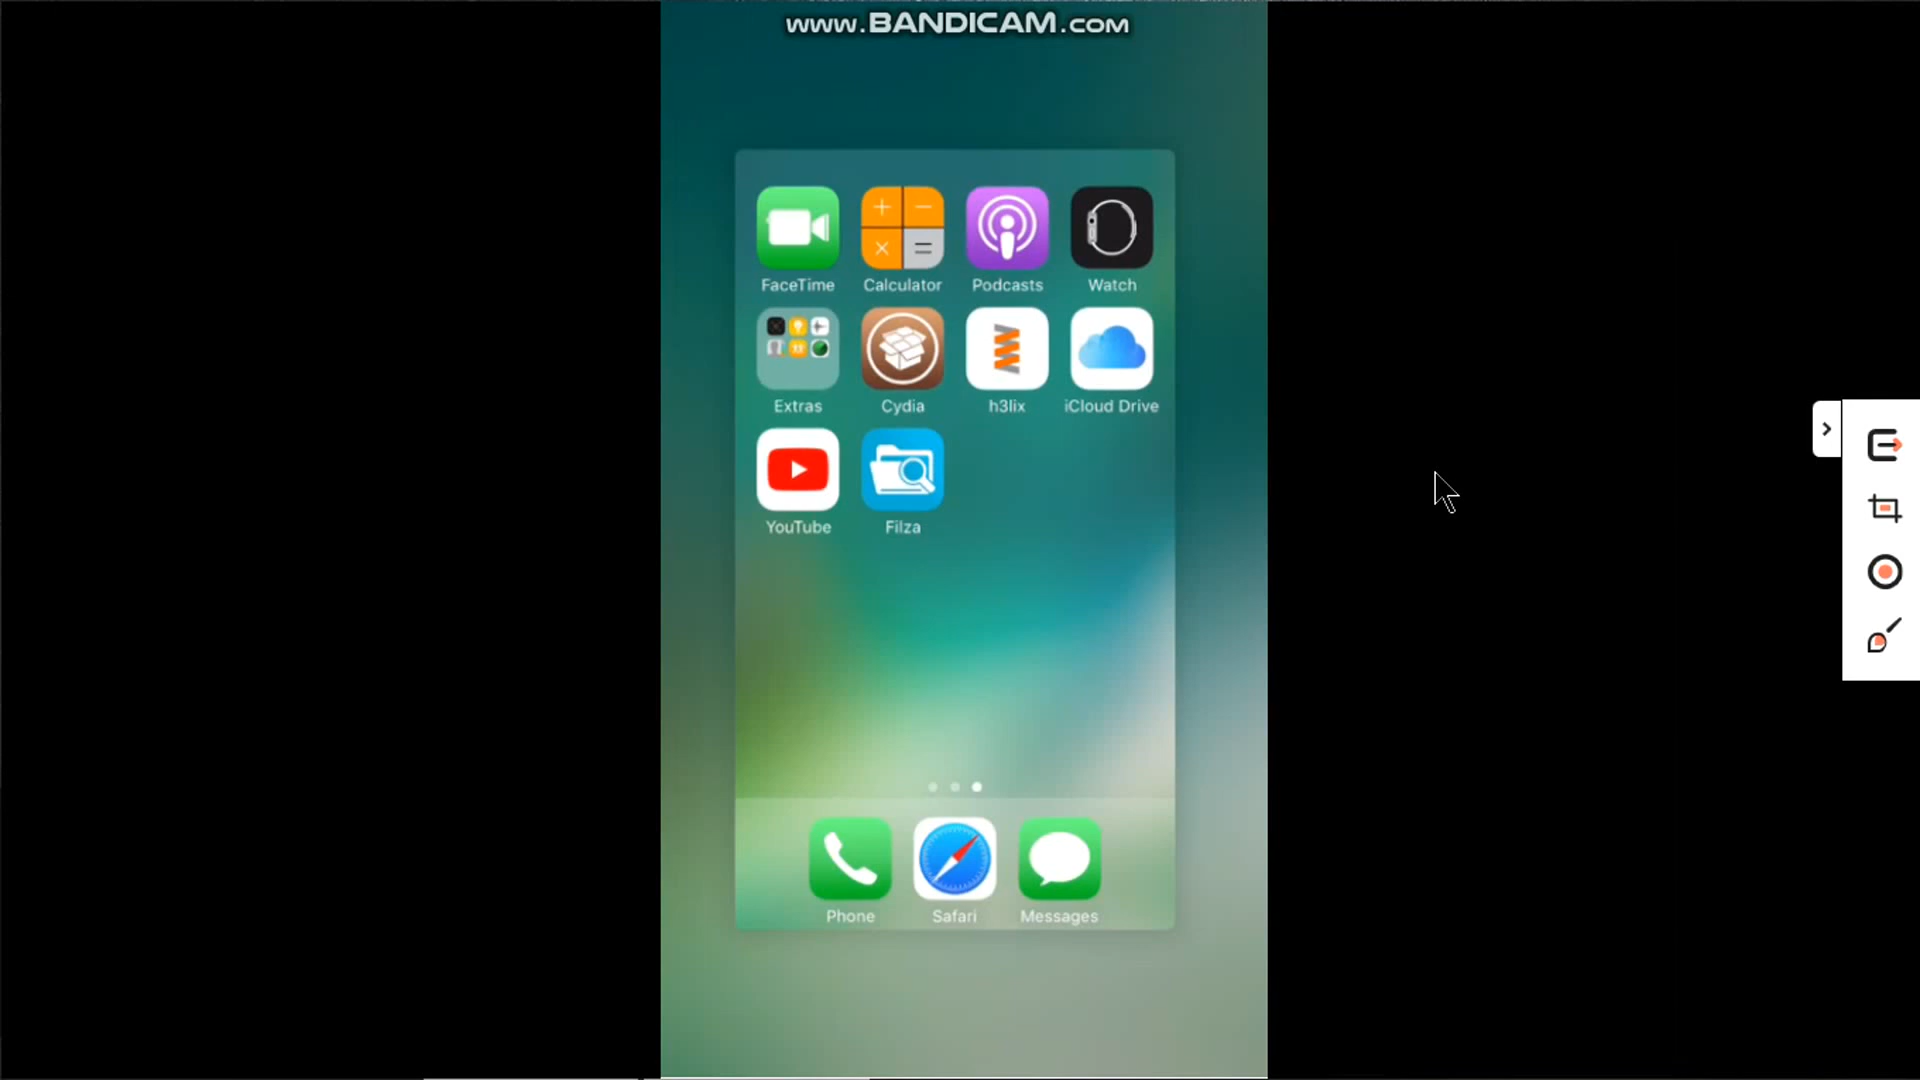 www.BANDICAM.COM
FaceTime Calculator Podcasts Watch
Extras Cydia h3lix iCloud Drive
YouTube Filza
Phone Safari Messages